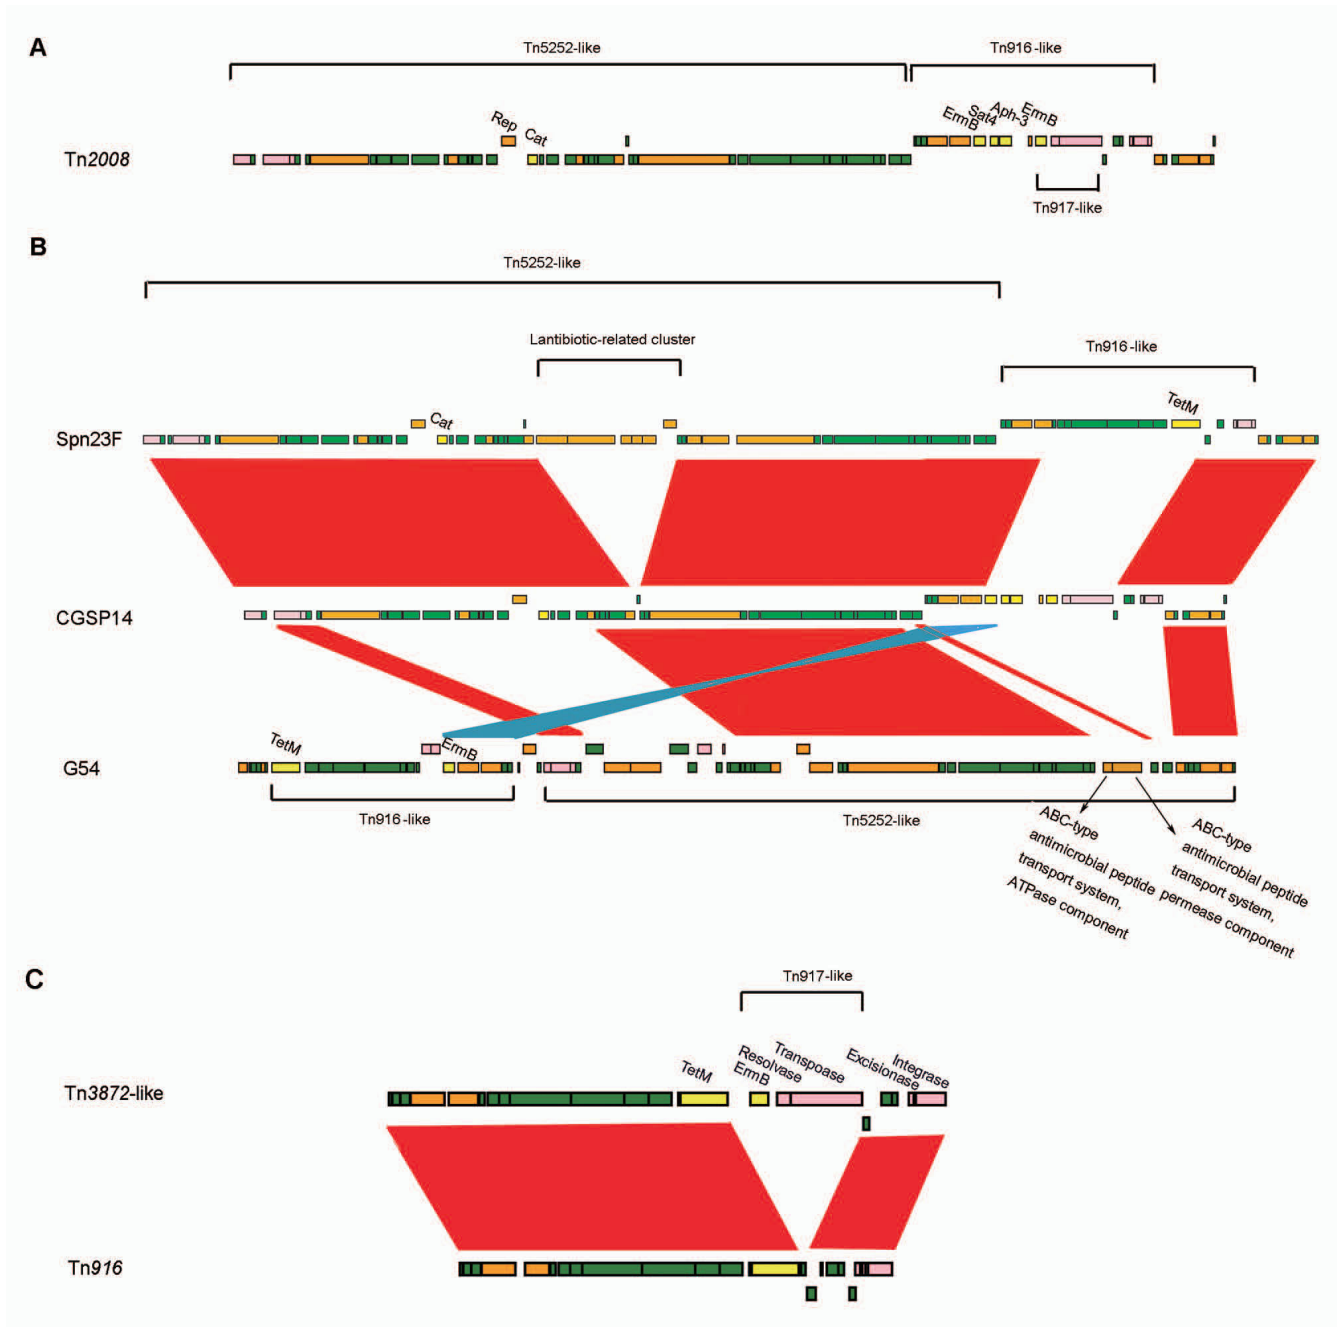 A
Tn5252-like
Tn916-like
Rep
Cat
ErmB
Sat4
Aph-3
ErmB
Tn2008
Tn917-like
B
Tn5252-like
Lantibiotic-related cluster
Tn916-like
Cat
TetM
Spn23F
CGSP14
TetM
ErmB
G54
Tn916-like
Tn5252-like
ABC-type
antimicrobial peptide
transport system,
ATPase component
ABC-type
antimicrobial peptide
transport system,
permease component
C
Tn917-like
TetM
ErmB
Resolvase
Transpoase
Excisionase
Integrase
Tn3872-like
Tn916